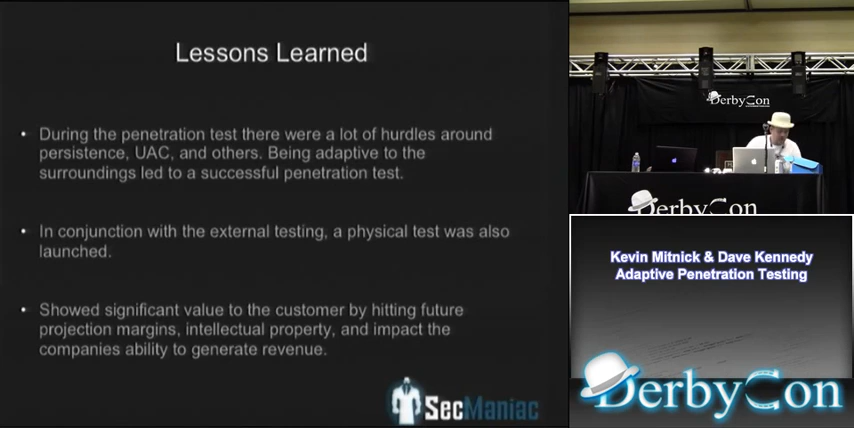 Lessons Learned
• During the penetration test there were a lot of hurdles around
persistence, UAC, and others. Being adaptive to the
surroundings led to a successful penetration test.
• In conjunction with the external testing, a physical test was also
launched.
• Showed significant value to the customer by hitting future
projection margins, intellectual property, and impact the
companies ability to generate revenue.
SecManiac
DerbyCon
DerbyCon
Kevin Mitnick & Dave Kennedy
Adaptive Penetration Testing
DerbyCon